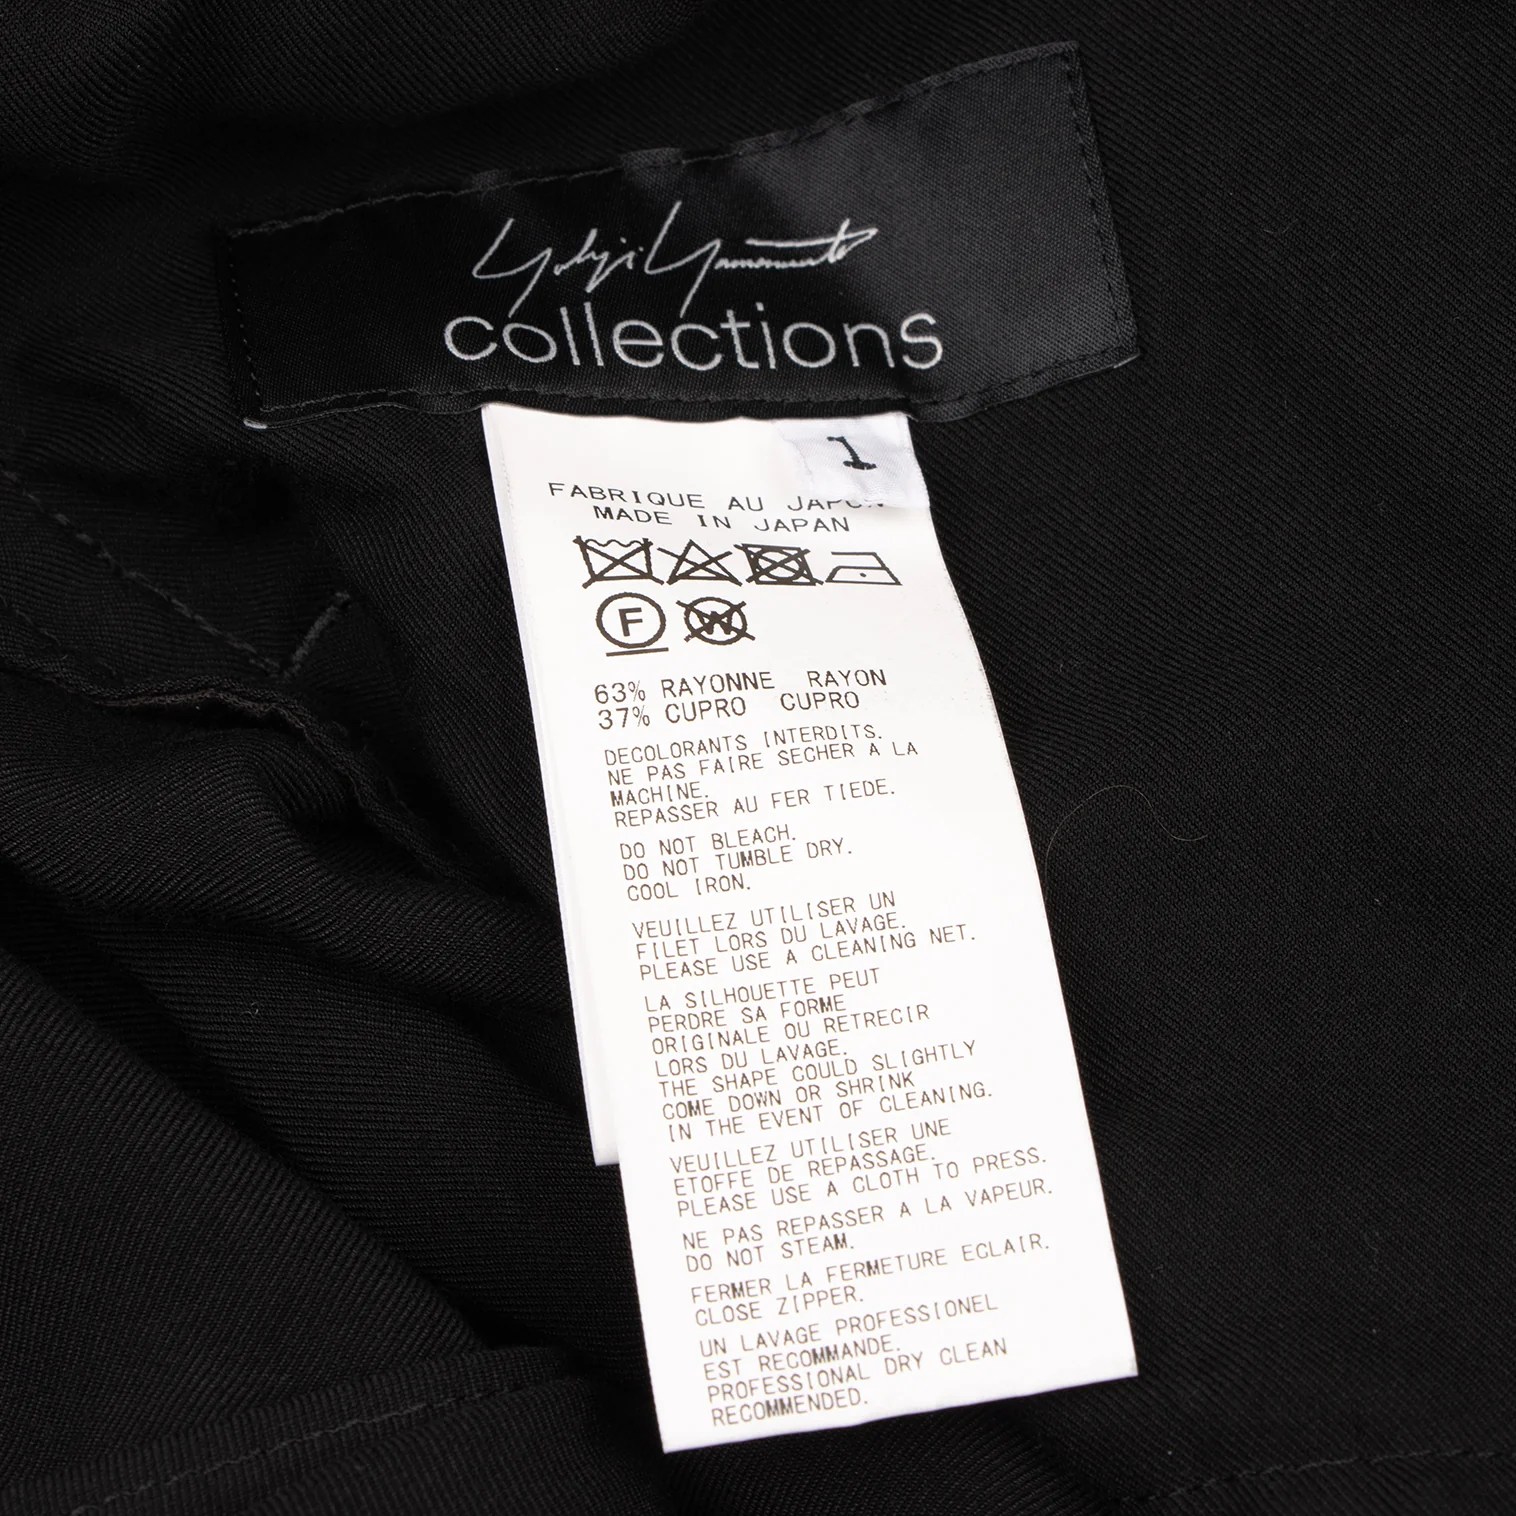 Yohji Yamamoto
collections
1
FABRIQUE AU JAPON
MADE IN JAPAN
F W
63% RAYONNE RAYON
37% CUPRO CUPRO
DECOLORANTS INTERDITS.
NE PAS FAIRE SECHER A LA
MACHINE.
REPASSER AU FER TIEDE.
DO NOT BLEACH.
DO NOT TUMBLE DRY.
COOL IRON.
VEUILLEZ UTILISER UN
FILET LORS DU LAVAGE.
PLEASE USE A CLEANING NET.
LA SILHOUETTE PEUT
PERDRE SA FORME
ORIGINALE OU RETRECIR
LORS DU LAVAGE.
THE SHAPE COULD SLIGHTLY
COME DOWN OR SHRINK
IN THE EVENT OF CLEANING.
VEUILLEZ UTILISER UNE
ETOFFE DE REPASSAGE.
PLEASE USE A CLOTH TO PRESS.
NE PAS REPASSER A LA VAPEUR.
DO NOT STEAM.
FERMER LA FERMETURE ECLAIR.
CLOSE ZIPPER.
UN LAVAGE PROFESSIONEL
EST RECOMMANDE.
PROFESSIONAL DRY CLEAN
RECOMMENDED.